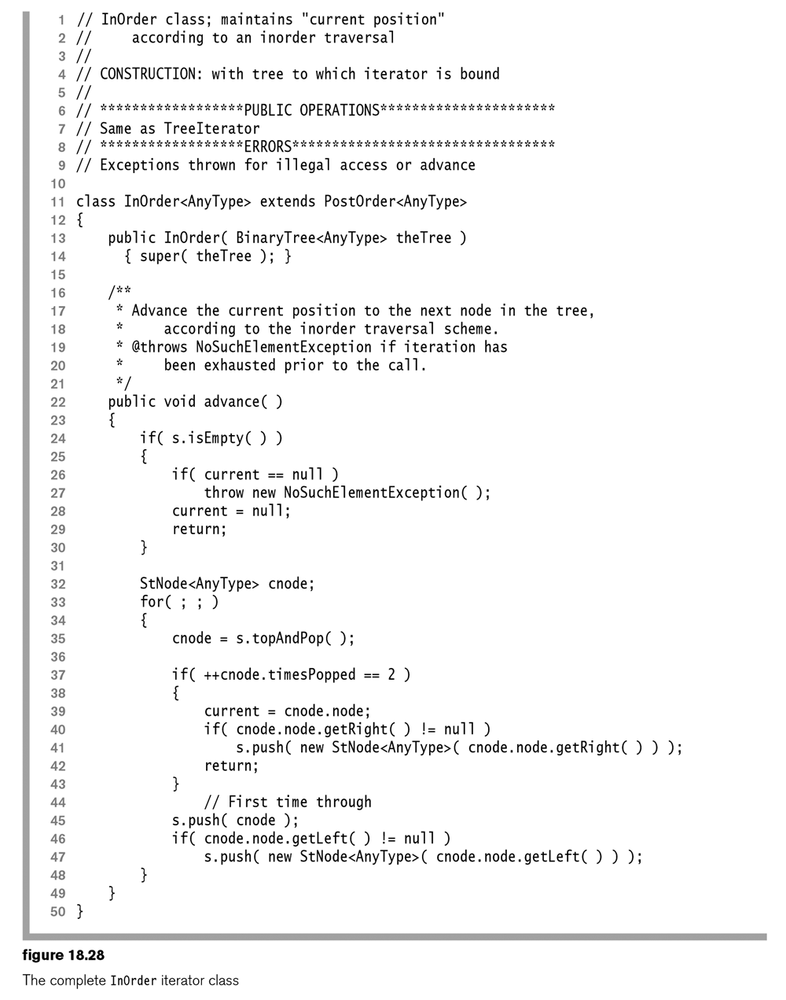 1 // InOrder class; maintains "current position"
2 //     according to an inorder traversal
3 //
4 // CONSTRUCTION: with tree to which iterator is bound
5 //
6 // ******************PUBLIC OPERATIONS**********************
7 // Same as TreeIterator
8 // ******************ERRORS*********************************
9 // Exceptions thrown for illegal access or advance
10
11 class InOrder<AnyType> extends PostOrder<AnyType>
12 {
13     public InOrder( BinaryTree<AnyType> theTree )
14       { super( theTree ); }
15
16     /**
17      * Advance the current position to the next node in the tree,
18      *     according to the inorder traversal scheme.
19      * @throws NoSuchElementException if iteration has
20      *     been exhausted prior to the call.
21      */
22     public void advance( )
23     {
24         if( s.isEmpty( ) )
25         {
26             if( current == null )
27                 throw new NoSuchElementException( );
28             current = null;
29             return;
30         }
31
32         StNode<AnyType> cnode;
33         for( ; ; )
34         {
35             cnode = s.topAndPop( );
36
37             if( ++cnode.timesPopped == 2 )
38             {
39                 current = cnode.node;
40                 if( cnode.node.getRight( ) != null )
41                     s.push( new StNode<AnyType>( cnode.node.getRight( ) ) );
42                 return;
43             }
44                 // First time through
45             s.push( cnode );
46             if( cnode.node.getLeft( ) != null )
47                 s.push( new StNode<AnyType>( cnode.node.getLeft( ) ) );
48         }
49     }
50 }
figure 18.28
The complete InOrder iterator class